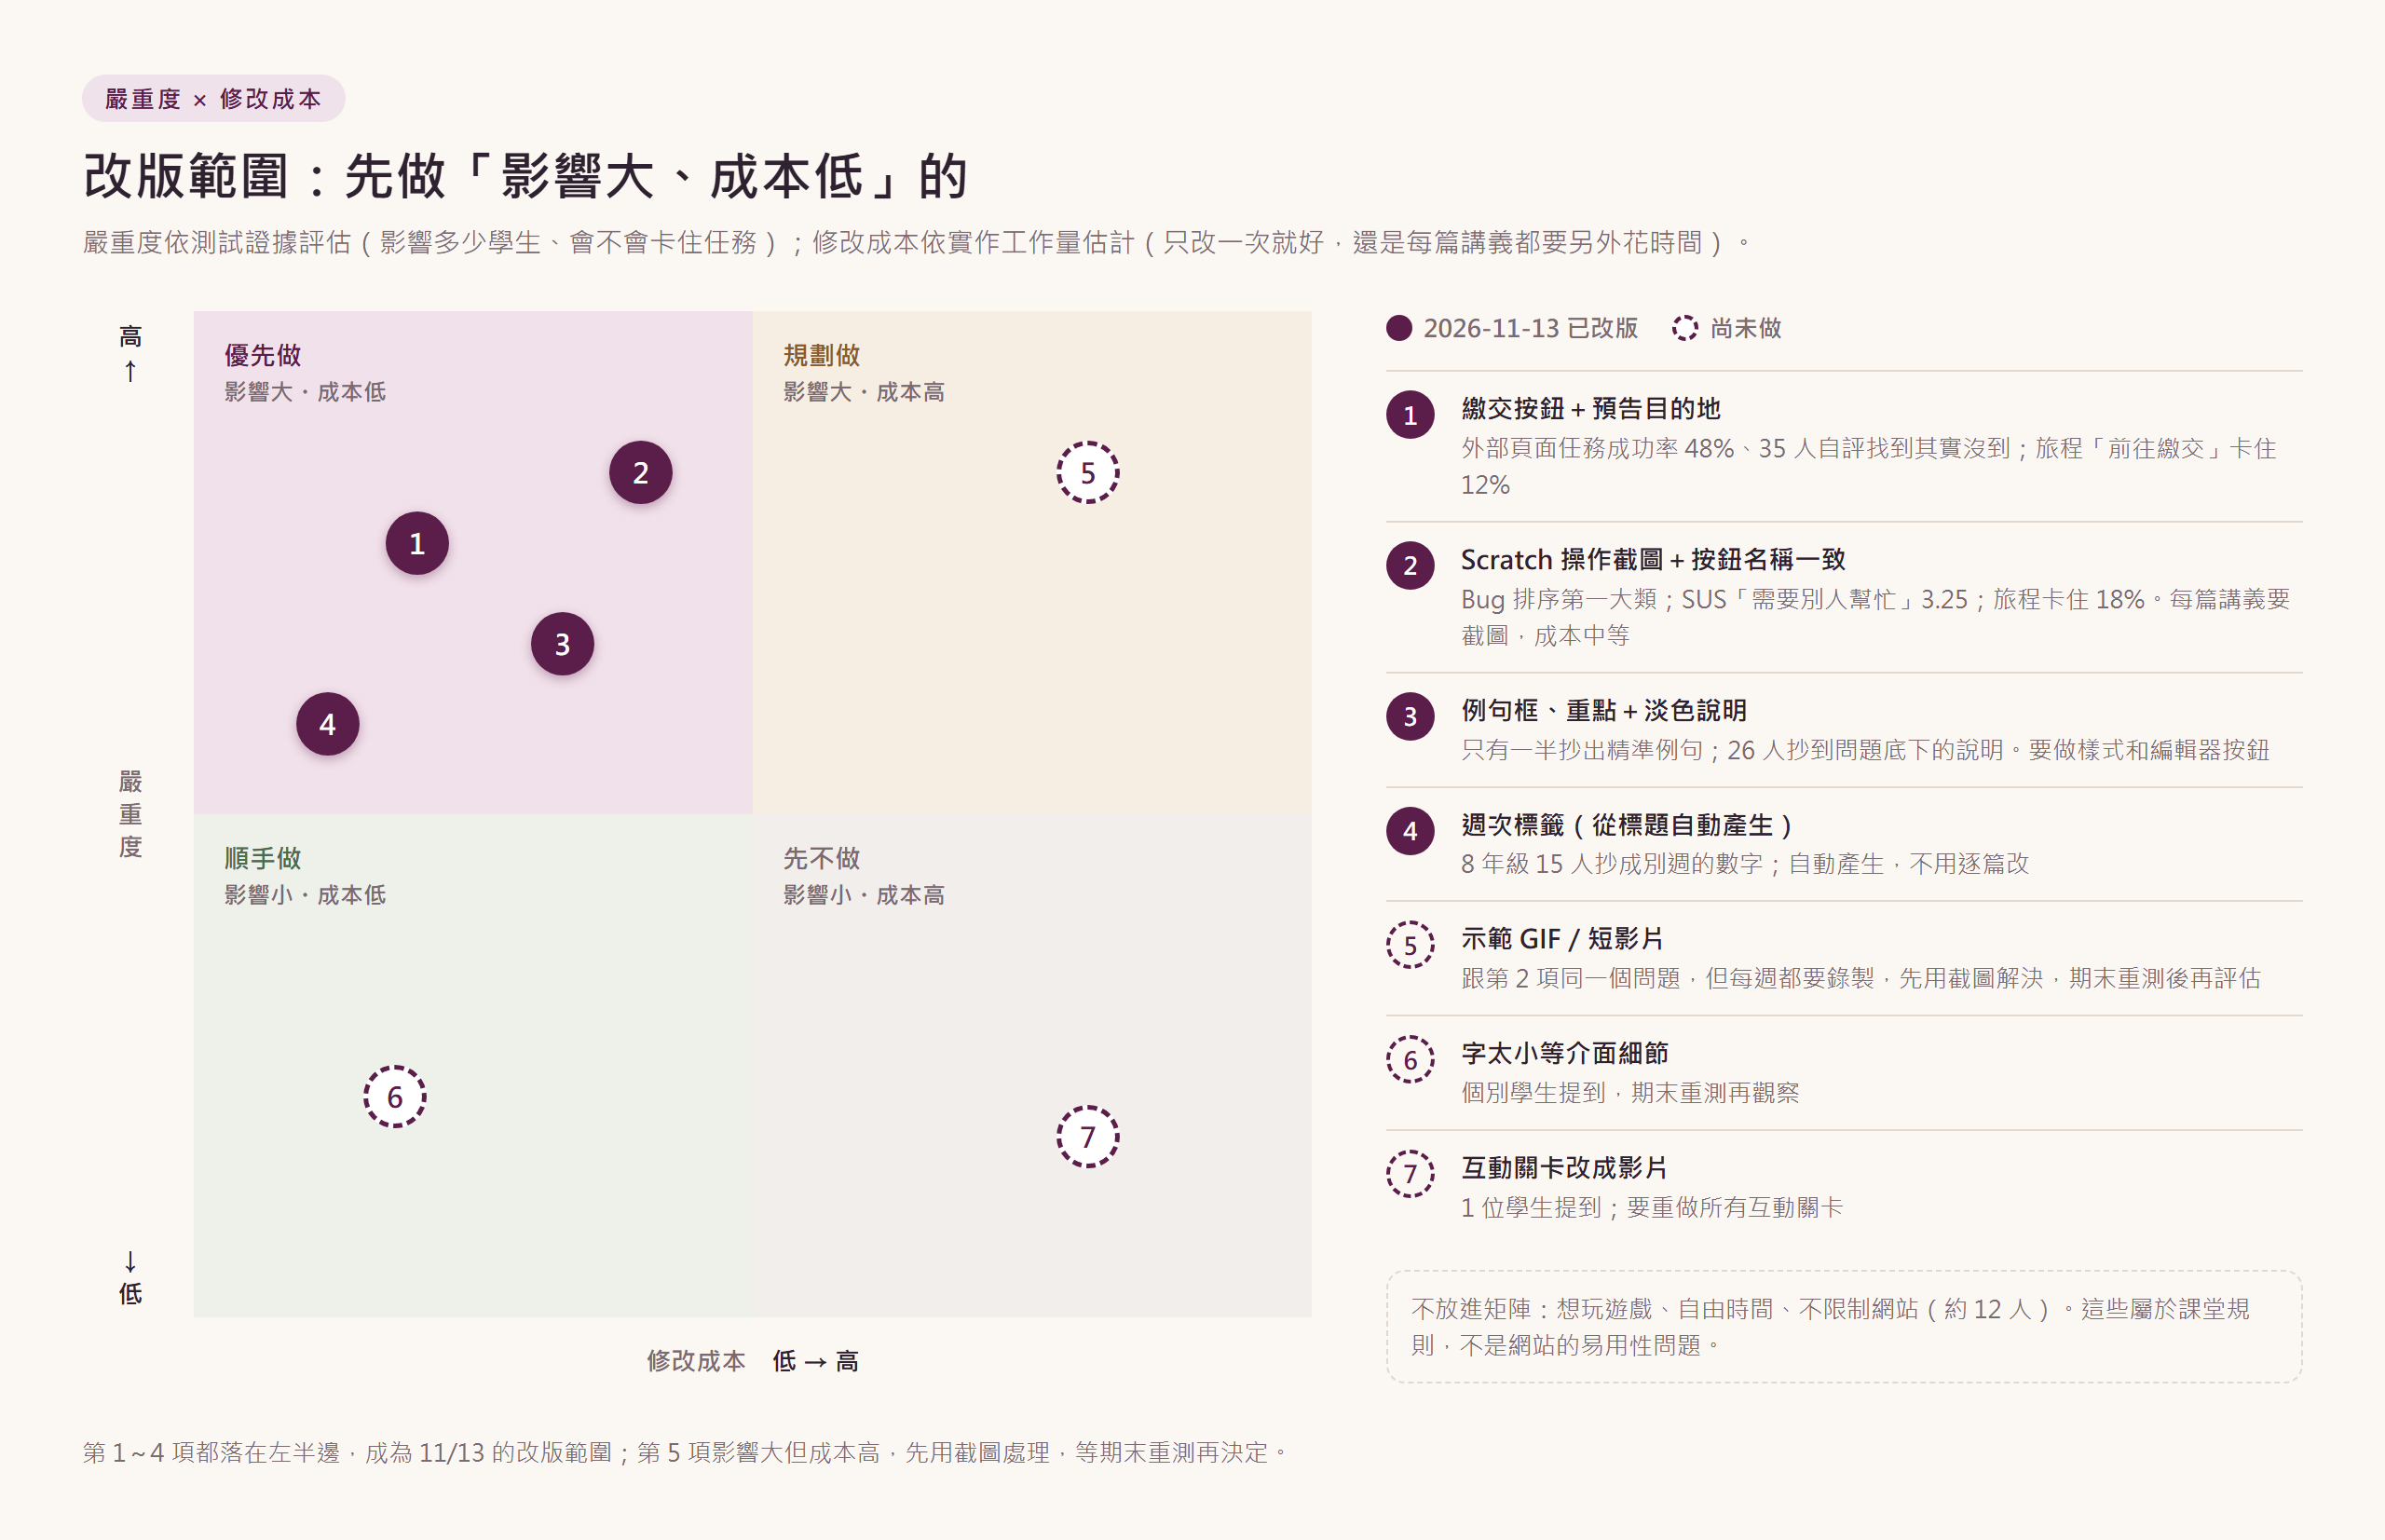 嚴重度 × 修改成本
改版範圍：先做「影響大、成本低」的
嚴重度依測試證據評估（影響多少學生、會不會卡住任務）；修改成本依實作工作量估計（只改一次就好，還是每篇講義都要另外花時間）。
高
↑
嚴
重
度
↓
低
優先做
影響大・成本低
規劃做
影響大・成本高
2
5
1
3
4
順手做
影響小・成本低
先不做
影響小・成本高
6
7
修改成本 低 → 高
2026-11-13 已改版 尚未做
1 繳交按鈕＋預告目的地
外部頁面任務成功率 48%、35 人自評找到其實沒到；旅程「前往繳交」卡住
12%
2 Scratch 操作截圖＋按鈕名稱一致
Bug 排序第一大類；SUS「需要別人幫忙」3.25；旅程卡住 18%。每篇講義要
截圖，成本中等
3 例句框、重點＋淡色說明
只有一半抄出精準例句；26 人抄到問題底下的說明。要做樣式和編輯器按鈕
4 週次標籤（從標題自動產生）
8 年級 15 人抄成別週的數字；自動產生，不用逐篇改
5 示範 GIF / 短影片
跟第 2 項同一個問題，但每週都要錄製，先用截圖解決，期末重測後再評估
6 字太小等介面細節
個別學生提到，期末重測再觀察
7 互動關卡改成影片
1 位學生提到；要重做所有互動關卡
不放進矩陣：想玩遊戲、自由時間、不限制網站（約 12 人）。這些屬於課堂規
則，不是網站的易用性問題。
第 1～4 項都落在左半邊，成為 11/13 的改版範圍；第 5 項影響大但成本高，先用截圖處理，等期末重測再決定。